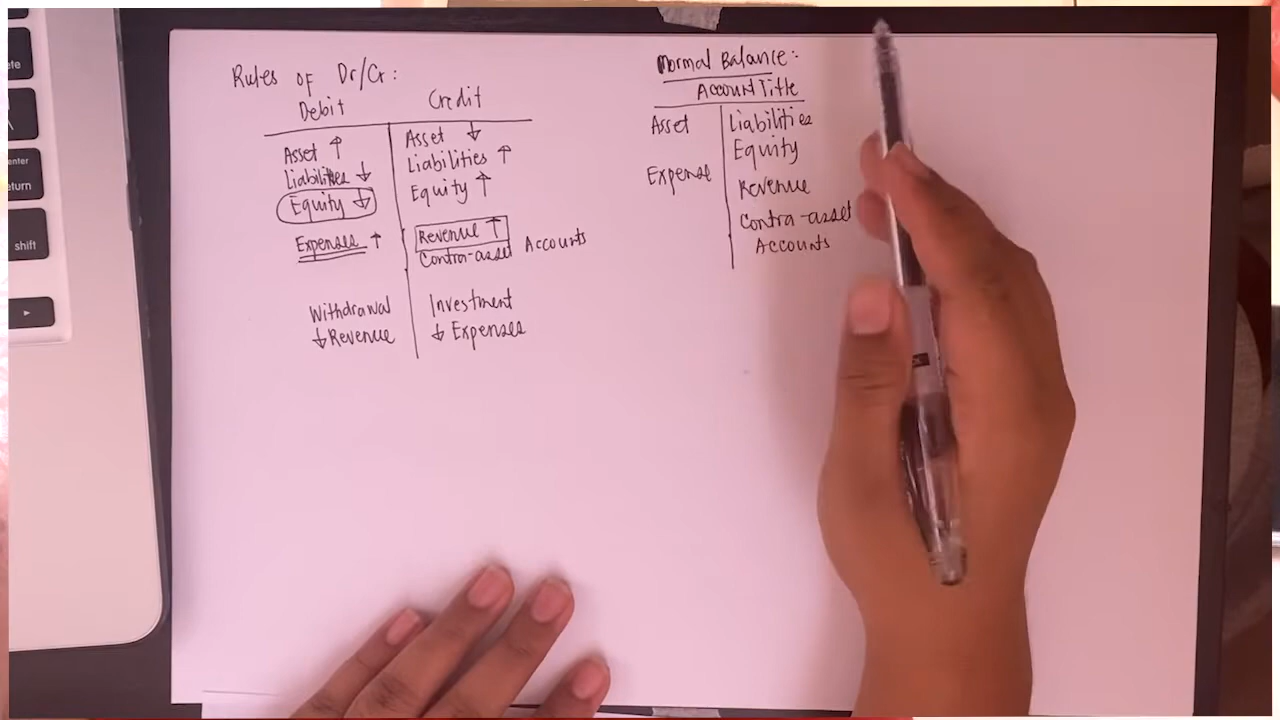 Rules of Dr/Cr:
Debit
Credit
Asset ↑
Liabilities ↓
Equity ↓
Expenses ↑
Withdrawal
↓ Revenue
Asset ↓
Liabilities ↑
Equity ↑
Revenue ↑
Contra-asset Accounts
Investment
↓ Expenses
Normal Balance:
Account Title
Asset
Expense
Liabilities
Equity
Revenue
Contra-asset
Accounts
enter
shift